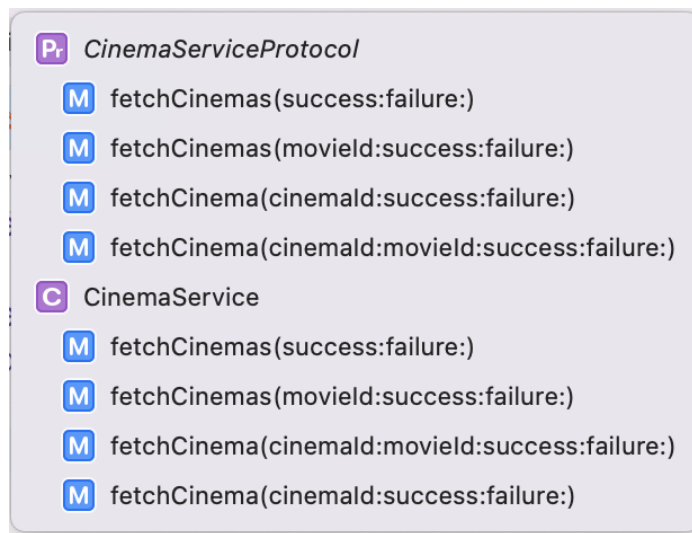 Pr CinemaServiceProtocol
M fetchCinemas(success:failure:)
M fetchCinemas(movieId:success:failure:)
M fetchCinema(cinemaId:success:failure:)
M fetchCinema(cinemaId:movieId:success:failure:)
C CinemaService
M fetchCinemas(success:failure:)
M fetchCinemas(movieId:success:failure:)
M fetchCinema(cinemaId:movieId:success:failure:)
M fetchCinema(cinemaId:success:failure:)